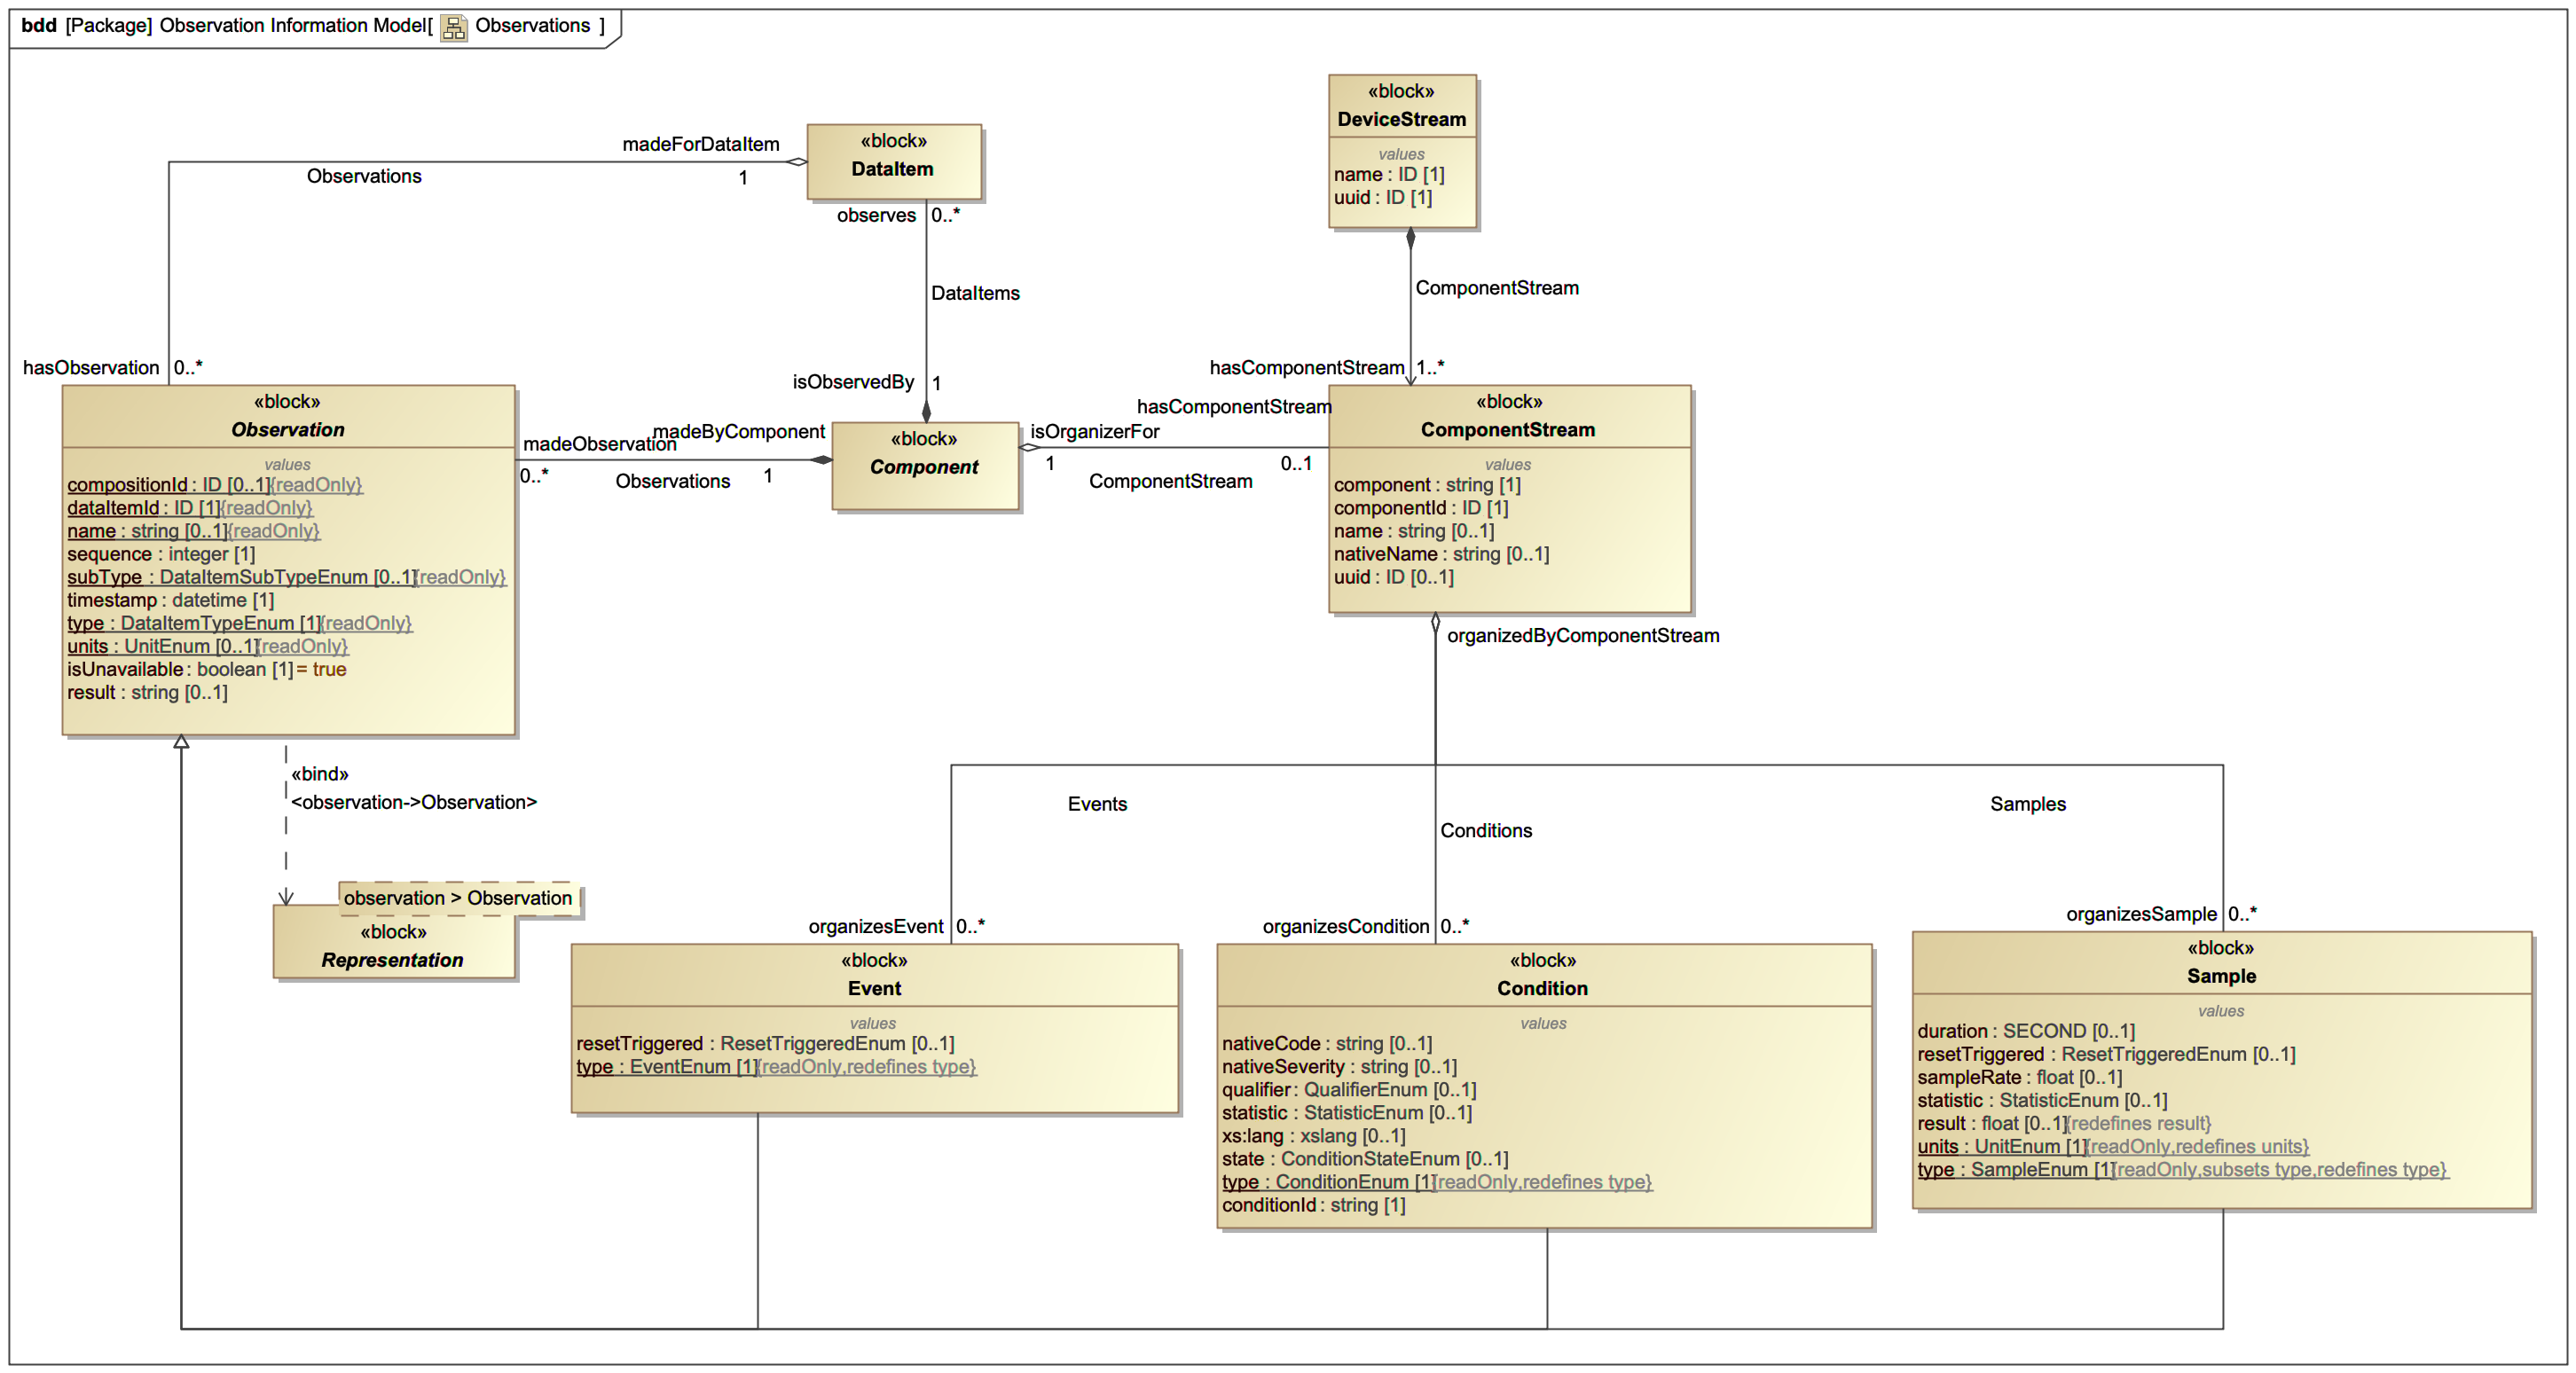 bdd [Package] Observation Information Model[ Observations ]
«block»
DeviceStream
values
name : ID [1]
uuid : ID [1]
«block»
DataItem
madeForDataItem
Observations
1
observes 0..*
DataItems
ComponentStream
hasObservation 0..*
isObservedBy 1
hasComponentStream 1..*
«block»
Observation
values
compositionId : ID [0..1]{readOnly}
dataItemId : ID [1]{readOnly}
name : string [0..1]{readOnly}
sequence : integer [1]
subType : DataItemSubTypeEnum [0..1]{readOnly}
timestamp : datetime [1]
type : DataItemTypeEnum [1]{readOnly}
units : UnitEnum [0..1]{readOnly}
isUnavailable : boolean [1] = true
result : string [0..1]
madeObservation
madeByComponent
0..*
Observations
1
«block»
Component
hasComponentStream
isOrganizerFor
1
0..1
ComponentStream
«block»
ComponentStream
values
component : string [1]
componentId : ID [1]
name : string [0..1]
nativeName : string [0..1]
uuid : ID [0..1]
organizedByComponentStream
«bind»
<observation->Observation>
observation > Observation
«block»
Representation
Events
Conditions
Samples
organizesEvent 0..*
organizesCondition 0..*
organizesSample 0..*
«block»
Event
values
resetTriggered : ResetTriggeredEnum [0..1]
type : EventEnum [1]{readOnly,redefines type}
«block»
Condition
values
nativeCode : string [0..1]
nativeSeverity : string [0..1]
qualifier : QualifierEnum [0..1]
statistic : StatisticEnum [0..1]
xs:lang : xslang [0..1]
state : ConditionStateEnum [0..1]
type : ConditionEnum [1]{readOnly,redefines type}
conditionId : string [1]
«block»
Sample
values
duration : SECOND [0..1]
resetTriggered : ResetTriggeredEnum [0..1]
sampleRate : float [0..1]
statistic : StatisticEnum [0..1]
result : float [0..1]{redefines result}
units : UnitEnum [1]{readOnly,redefines units}
type : SampleEnum [1]{readOnly,subsets type,redefines type}